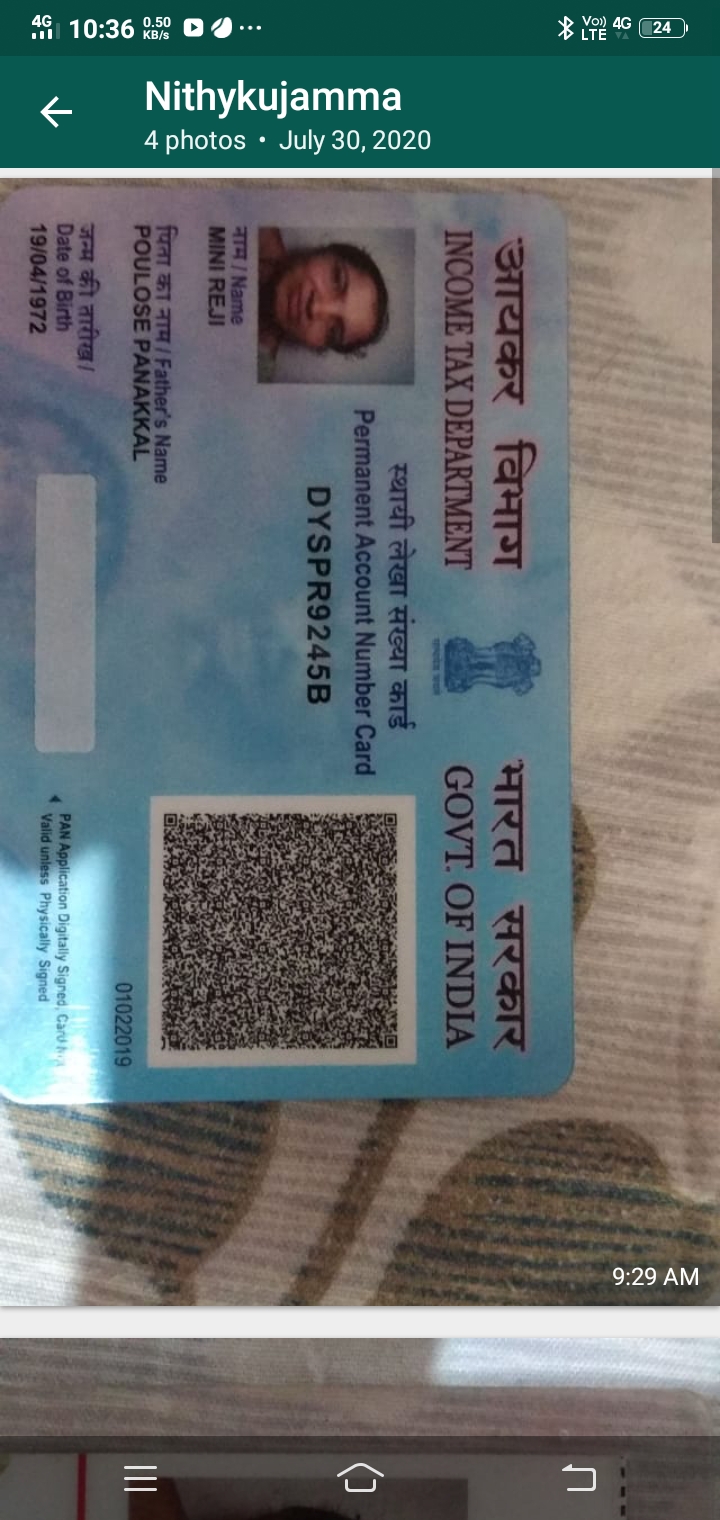 4G 10:36 0.50 KB/s ...
Vo)) LTE 4G 24
Nithykujamma
4 photos • July 30, 2020
आयकर विभाग भारत सरकार
INCOME TAX DEPARTMENT GOVT. OF INDIA
स्थायी लेखा संख्या कार्ड
Permanent Account Number Card
DYSPR9245B
नाम / Name
MINI REJI
पिता का नाम / Father's Name
POULOSE PANAKKAL
जन्म की तारीख /
Date of Birth
19/04/1972
01022019
PAN Application Digitally Signed, Card
Valid unless Physically Signed
9:29 AM